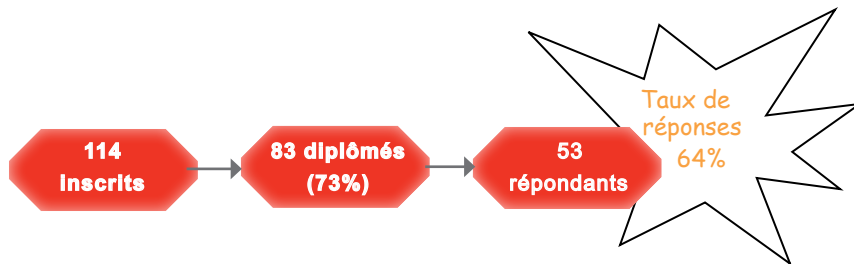 114
inscrits
83 diplômés
(73%)
53
répondants
Taux de
réponses
64%